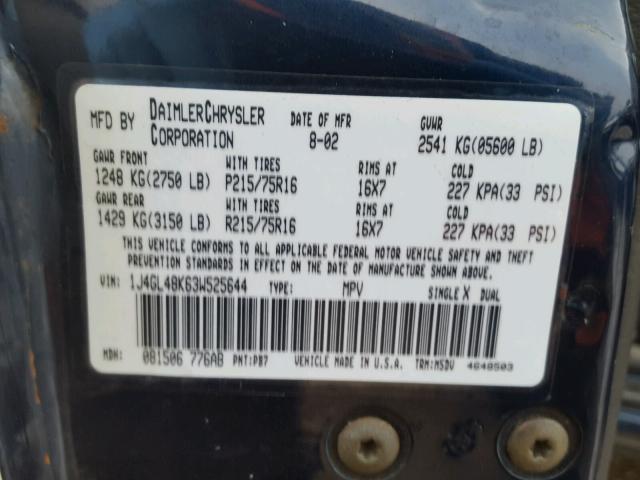 MFD BY DAIMLERCHRYSLER CORPORATION DATE OF MFR 8-02 GVWR 2541 KG(05600 LB)
GAWR FRONT WITH TIRES RIMS AT COLD
1248 KG(2750 LB) P215/75R16 16X7 227 KPA(33 PSI)
GAWR REAR WITH TIRES RIMS AT COLD
1429 KG(3150 LB) R215/75R16 16X7 227 KPA(33 PSI)
THIS VEHICLE CONFORMS TO ALL APPLICABLE FEDERAL MOTOR VEHICLE SAFETY AND THEFT
PREVENTION STANDARDS IN EFFECT ON THE DATE OF MANUFACTURE SHOWN ABOVE.
VIN: 1J4GL48K63W525644 TYPE: MPV SINGLE X DUAL
MDH: 081506 776AB PNT:PB7 VEHICLE MADE IN U.S.A. TRM:MSDV 4648503